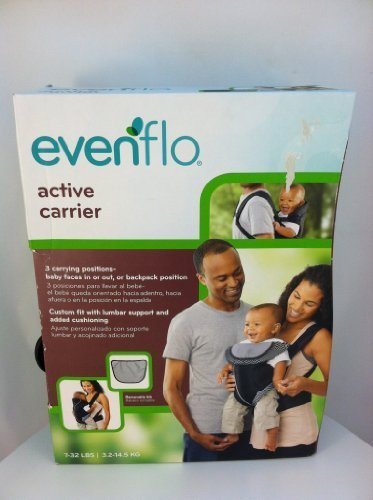 evenflo®
active
carrier
3 carrying positions-
baby faces in or out, or backpack position
3 posiciones para llevar al bebé-
el bebé queda orientado hacia adentro, hacia
afuera o en la posición en la espalda
Custom fit with lumbar support and
added cushioning
Ajuste personalizado con soporte
lumbar y acojinado adicional
Removable bib
7-32 LBS | 3.2-14.5 KG